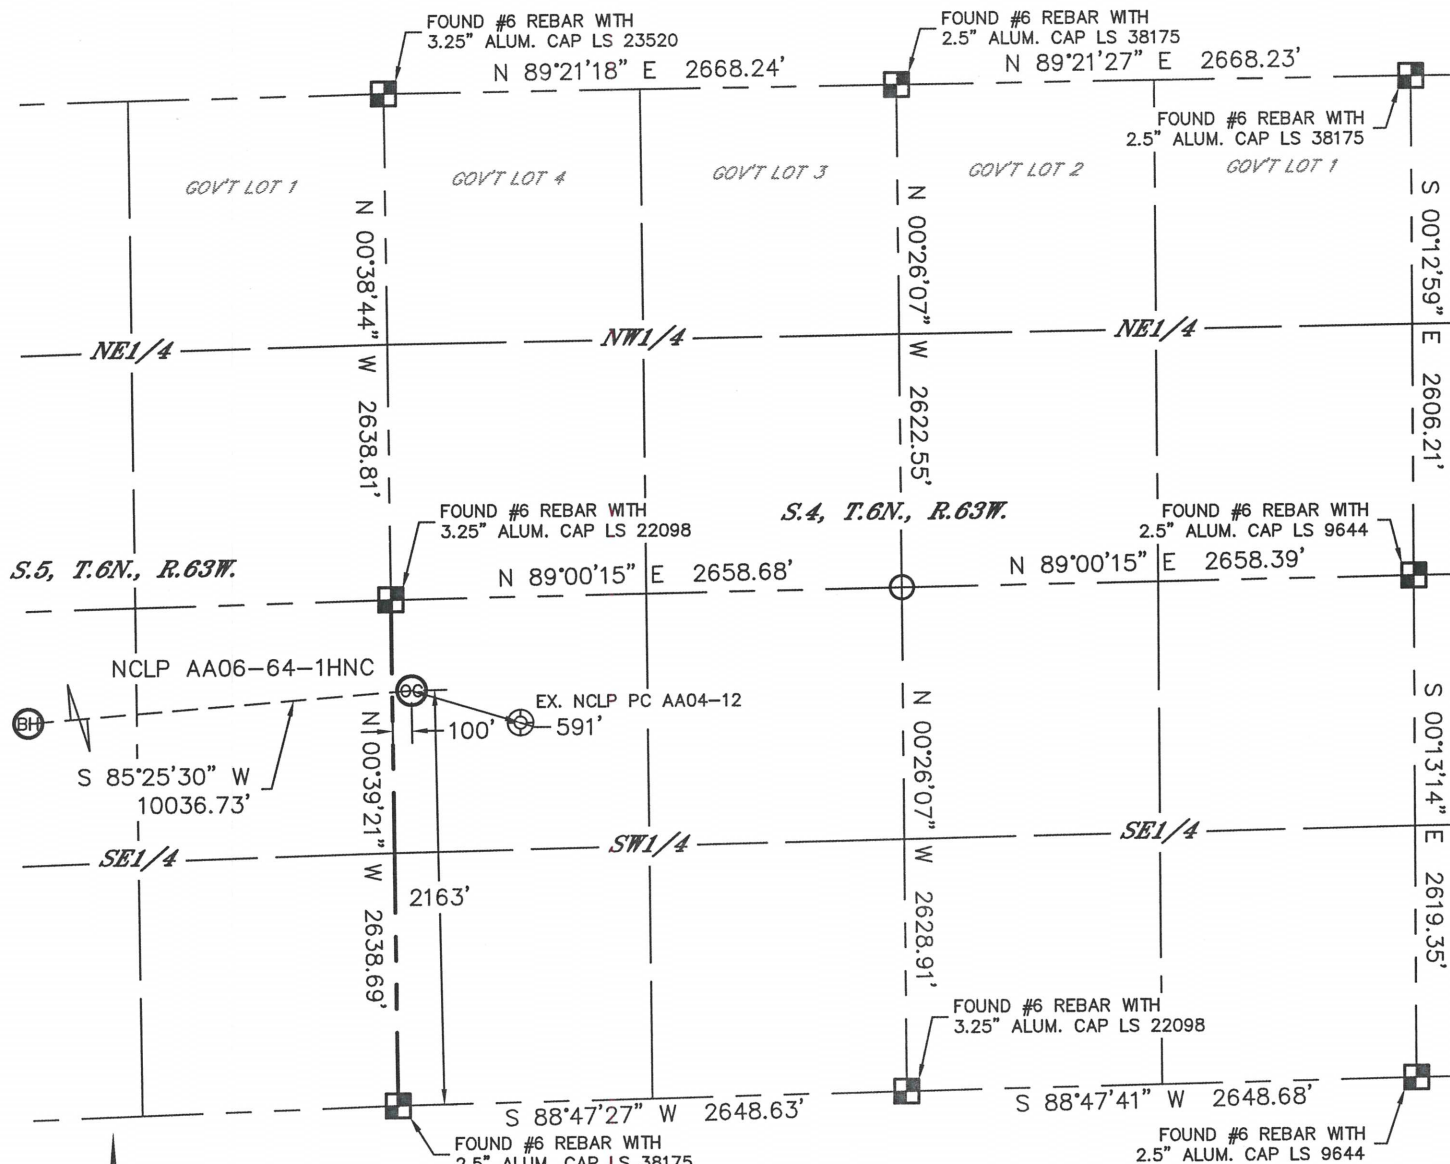 FOUND #6 REBAR WITH
3.25" ALUM. CAP LS 23520
FOUND #6 REBAR WITH
2.5" ALUM. CAP LS 38175
N 89°21'18" E 2668.24'
N 89°21'27" E 2668.23'
FOUND #6 REBAR WITH
2.5" ALUM. CAP LS 38175
GOV'T LOT 1
GOV'T LOT 4
GOV'T LOT 3
GOV'T LOT 2
GOV'T LOT 1
N 00°38'44" W 2638.81'
N 00°26'07" W 2622.55'
S 00°12'59" E 2606.21'
NE1/4
NW1/4
NE1/4
FOUND #6 REBAR WITH
3.25" ALUM. CAP LS 22098
S.4, T.6N., R.63W.
FOUND #6 REBAR WITH
2.5" ALUM. CAP LS 9644
S.5, T.6N., R.63W.
N 89°00'15" E 2658.68'
N 89°00'15" E 2658.39'
NCLP AA06-64-1HNC
OG
EX. NCLP PC AA04-12
BH
100'
591'
S 85°25'30" W
10036.73'
N 00°39'21" W 2638.69'
N 00°26'07" W 2628.91'
S 00°13'14" E 2619.35'
SE1/4
SW1/4
SE1/4
2163'
FOUND #6 REBAR WITH
3.25" ALUM. CAP LS 22098
S 88°47'27" W 2648.63'
S 88°47'41" W 2648.68'
FOUND #6 REBAR WITH
2.5" ALUM. CAP LS 38175
FOUND #6 REBAR WITH
2.5" ALUM. CAP LS 9644